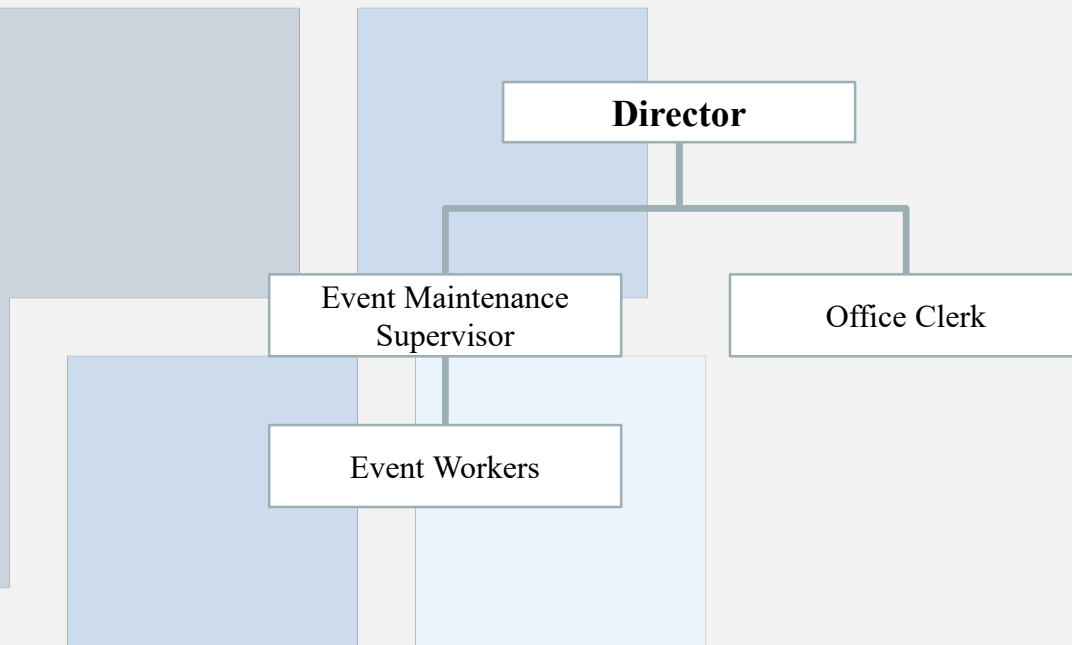 Director
Event Maintenance
Supervisor
Office Clerk
Event Workers